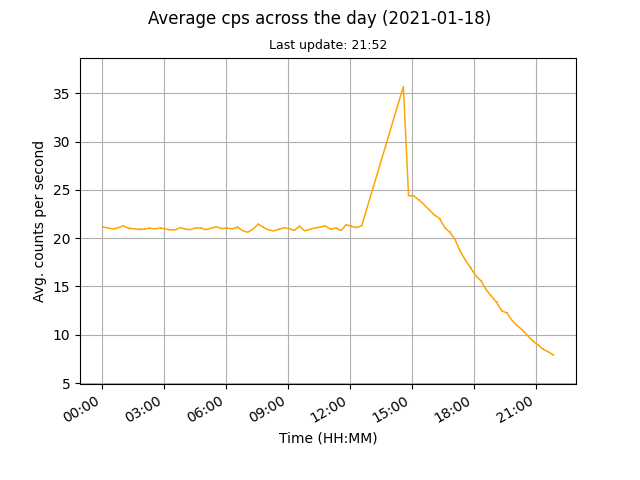 Average cps across the day (2021-01-18)
Last update: 21:52
35
30
25
20
15
10
5
Avg. counts per second
00:00 03:00 06:00 09:00 12:00 15:00 18:00 21:00
Time (HH:MM)